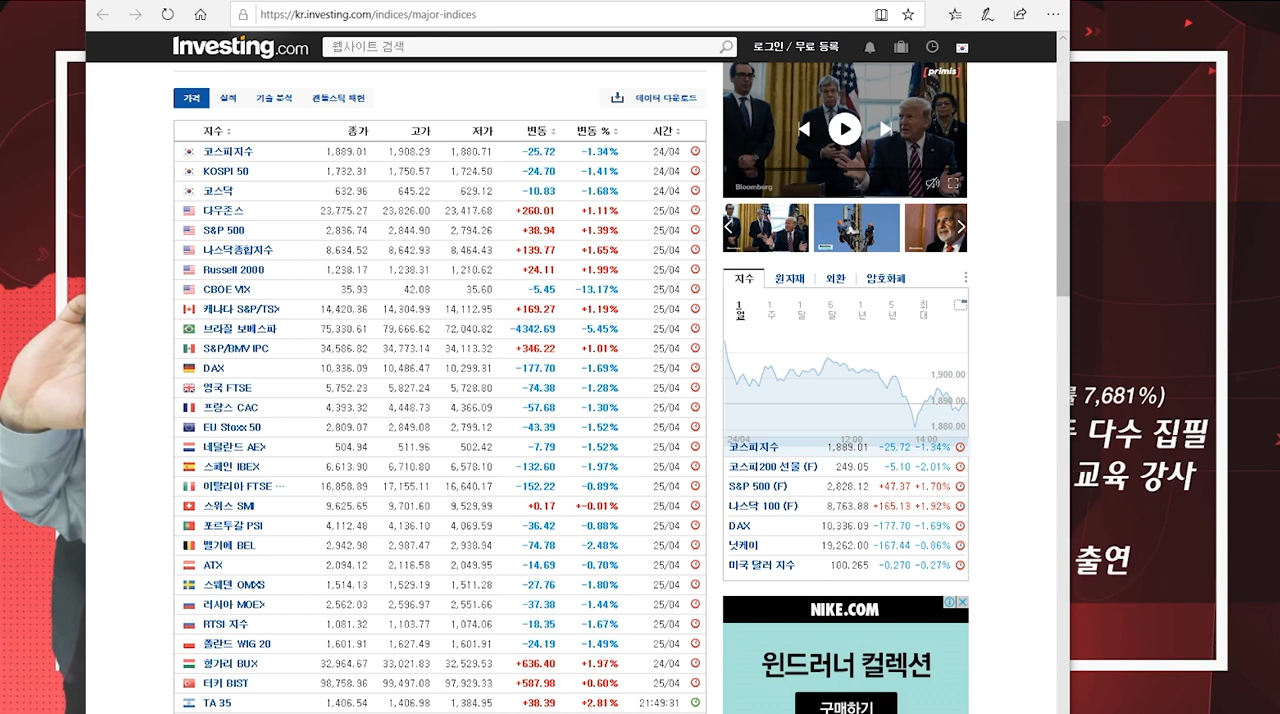 https://kr.investing.com/indices/major-indices
Investing.com
웹사이트 검색
로그인 / 무료 등록
가격 실적 기술 분석 캔들스틱 패턴 데이터 다운로드
지수 종가 고가 저가 변동 변동 % 시간
코스피지수 1,889.01 1,908.29 1,880.71 -25.72 -1.34% 24/04
KOSPI 50 1,732.31 1,750.57 1,724.50 -24.70 -1.41% 24/04
코스닥 632.96 645.22 629.12 -10.83 -1.68% 24/04
다우존스 23,775.27 23,826.00 23,417.68 +260.01 +1.11% 25/04
S&P 500 2,836.74 2,844.90 2,794.26 +38.94 +1.39% 25/04
나스닥종합지수 8,634.52 8,642.93 8,464.43 +139.77 +1.65% 25/04
Russell 2000 1,238.17 1,238.31 1,210.62 +24.11 +1.99% 25/04
CBOE VIX 35.93 42.08 35.60 -5.45 -13.17% 25/04
캐나다 S&P/TSX 14,420.36 14,304.99 14,112.95 +169.27 +1.19% 25/04
브라질 보베스파 75,330.61 79,666.62 72,040.82 -4342.69 -5.45% 25/04
S&P/BMV IPC 34,586.82 34,773.14 34,113.32 +346.22 +1.01% 25/04
DAX 10,336.09 10,486.47 10,299.31 -177.70 -1.69% 25/04
영국 FTSE 5,752.23 5,827.24 5,728.80 -74.38 -1.28% 25/04
프랑스 CAC 4,393.32 4,448.73 4,366.09 -57.68 -1.30% 25/04
EU Stoxx 50 2,809.07 2,849.08 2,799.12 -43.39 -1.52% 25/04
네덜란드 AEX 504.94 511.96 502.42 -7.79 -1.52% 25/04
스페인 IBEX 6,613.90 6,710.80 6,578.10 -132.60 -1.97% 25/04
이탈리아 FTSE ... 16,858.89 17,035.11 16,640.17 -152.22 -0.89% 25/04
스위스 SMI 9,625.65 9,701.60 9,529.99 +0.17 +-0.01% 25/04
포르투갈 PSI 4,112.48 4,136.10 4,069.59 -36.42 -0.88% 25/04
벨기에 BEL 2,942.98 2,987.47 2,938.94 -74.78 -2.48% 25/04
ATX 2,094.12 2,116.58 2,049.95 -14.69 -0.70% 25/04
스웨덴 OMXS 1,514.13 1,529.13 1,511.28 -27.76 -1.80% 25/04
러시아 MOEX 2,562.03 2,596.97 2,551.66 -37.38 -1.44% 25/04
RTSI 지수 1,081.32 1,103.77 1,074.06 -18.35 -1.67% 25/04
폴란드 WIG 20 1,601.91 1,627.49 1,601.91 -24.19 -1.49% 25/04
헝가리 BUX 32,964.67 33,021.83 32,529.53 +636.40 +1.97% 24/04
터키 BIST 98,758.96 99,497.08 97,929.33 +587.98 +0.60% 24/04
TA 35 1,406.54 1,406.98 1,384.95 +38.39 +2.81% 21:49:31
[primis]
Bloomberg
지수 원자재 외환 암호화폐
1일 1주 1달 6달 1년 5년 최대
1,900.00
1,890.00
1,880.00
24/04 12:00 14:00
코스피지수 1,889.01 -25.72 -1.34%
코스피200 선물 (F) 249.05 -5.10 -2.01%
S&P 500 (F) 2,828.12 +47.37 +1.70%
나스닥 100 (F) 8,763.88 +165.13 +1.92%
DAX 10,336.09 -177.70 -1.69%
닛케이 19,262.00 -167.44 -0.86%
미국 달러 지수 100.265 -0.270 -0.27%
NIKE.COM
윈드러너 컬렉션
구매하기
7,681%)
다수 집필
교육 강사
출연